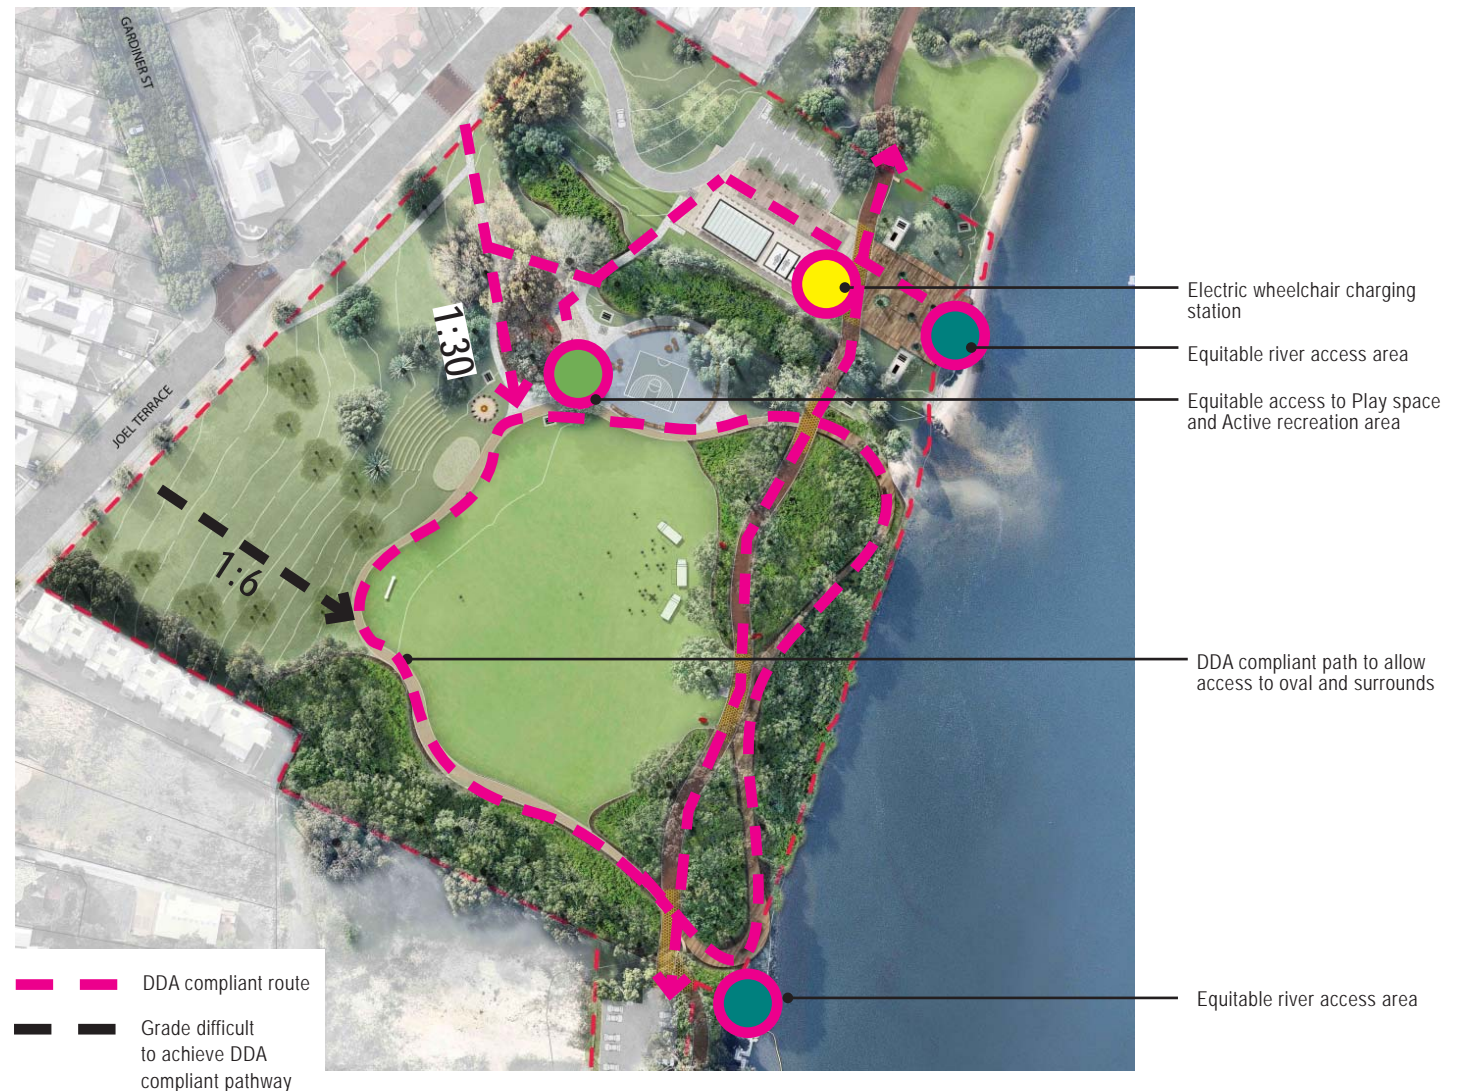 GARDINER ST
JOEL TERRACE
1:30
1:6
Electric wheelchair charging
station
Equitable river access area
Equitable access to Play space
and Active recreation area
DDA compliant path to allow
access to oval and surrounds
Equitable river access area
DDA compliant route
Grade difficult
to achieve DDA
compliant pathway